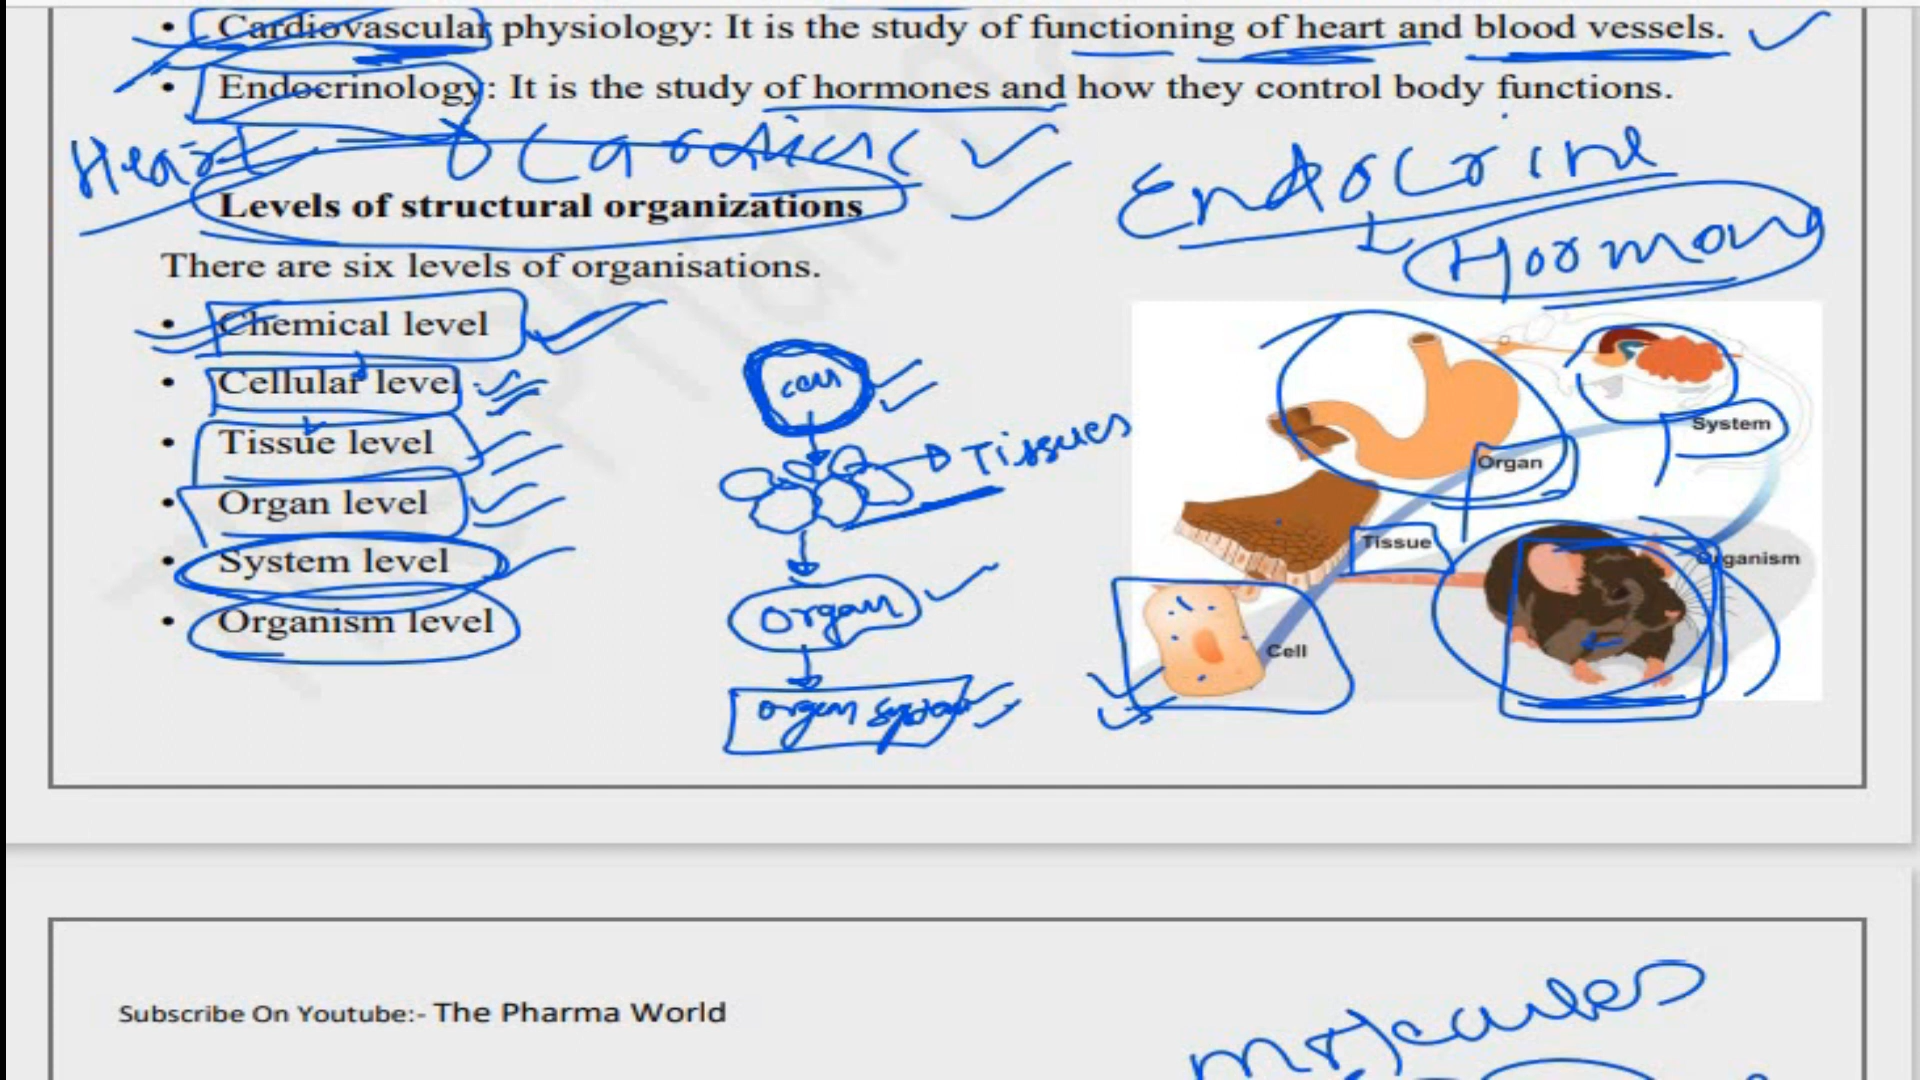 • Cardiovascular physiology: It is the study of functioning of heart and blood vessels.
• Endocrinology: It is the study of hormones and how they control body functions.
Heart
Endocrine
Levels of structural organizations
Hormone
There are six levels of organisations.
• Chemical level
• Cellular level
• Tissue level
• Organ level
• System level
• Organism level
cell
Tissues
organ
organ system
System
Organ
Tissue
Organism
Cell
Subscribe On Youtube:- The Pharma World
molecules